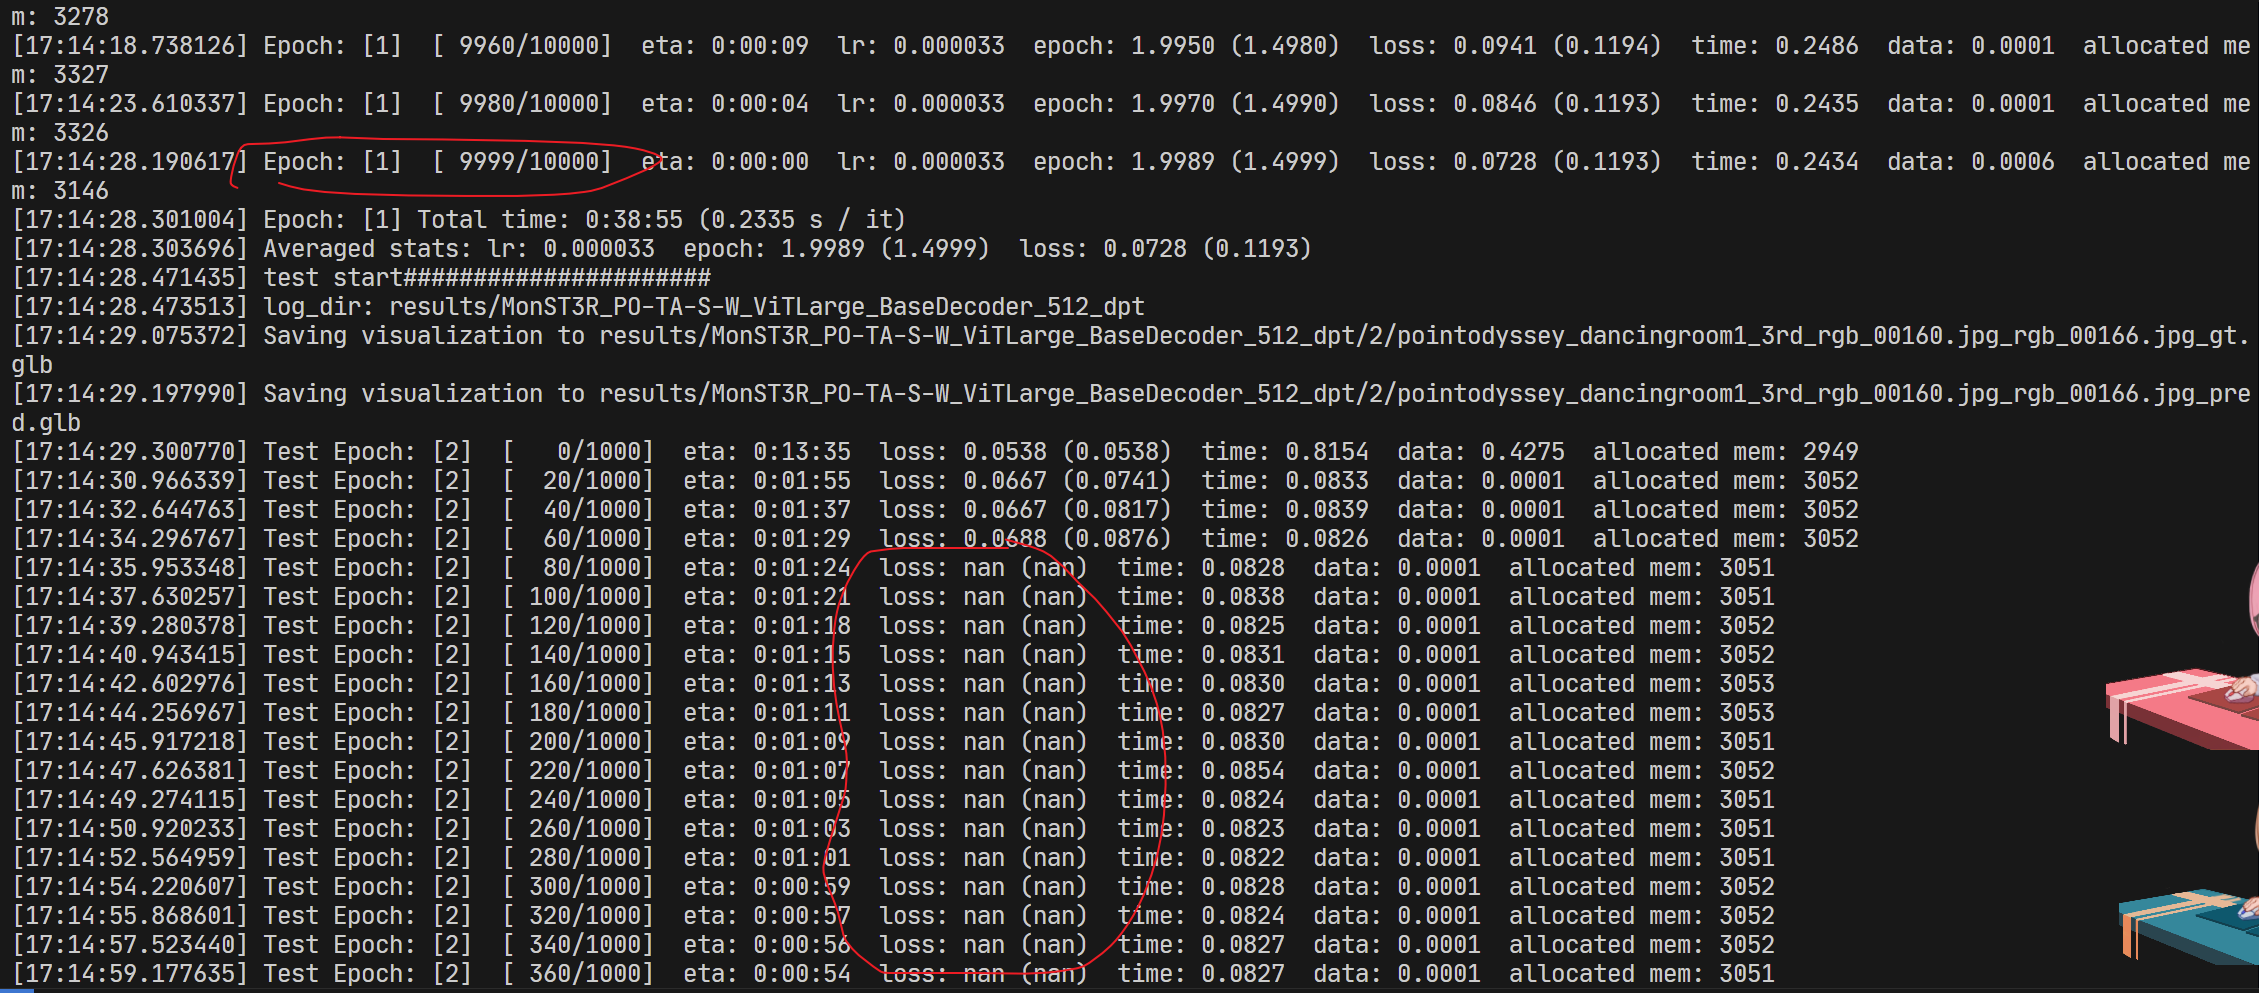 m: 3278
[17:14:18.738126] Epoch: [1]  [ 9960/10000]  eta: 0:00:09  lr: 0.000033  epoch: 1.9950 (1.4980)  loss: 0.0941 (0.1194)  time: 0.2486  data: 0.0001  allocated me
m: 3327
[17:14:23.610337] Epoch: [1]  [ 9980/10000]  eta: 0:00:04  lr: 0.000033  epoch: 1.9970 (1.4990)  loss: 0.0846 (0.1193)  time: 0.2435  data: 0.0001  allocated me
m: 3326
[17:14:28.190617] Epoch: [1]  [ 9999/10000]  eta: 0:00:00  lr: 0.000033  epoch: 1.9989 (1.4999)  loss: 0.0728 (0.1193)  time: 0.2434  data: 0.0006  allocated me
m: 3146
[17:14:28.301004] Epoch: [1] Total time: 0:38:55 (0.2335 s / it)
[17:14:28.303696] Averaged stats: lr: 0.000033  epoch: 1.9989 (1.4999)  loss: 0.0728 (0.1193)
[17:14:28.471435] test start######################
[17:14:28.473513] log_dir: results/MonST3R_PO-TA-S-W_ViTLarge_BaseDecoder_512_dpt
[17:14:29.075372] Saving visualization to results/MonST3R_PO-TA-S-W_ViTLarge_BaseDecoder_512_dpt/2/pointodyssey_dancingroom1_3rd_rgb_00160.jpg_rgb_00166.jpg_gt.
glb
[17:14:29.197990] Saving visualization to results/MonST3R_PO-TA-S-W_ViTLarge_BaseDecoder_512_dpt/2/pointodyssey_dancingroom1_3rd_rgb_00160.jpg_rgb_00166.jpg_pre
d.glb
[17:14:29.300770] Test Epoch: [2]  [   0/1000]  eta: 0:13:35  loss: 0.0538 (0.0538)  time: 0.8154  data: 0.4275  allocated mem: 2949
[17:14:30.966339] Test Epoch: [2]  [  20/1000]  eta: 0:01:55  loss: 0.0667 (0.0741)  time: 0.0833  data: 0.0001  allocated mem: 3052
[17:14:32.644763] Test Epoch: [2]  [  40/1000]  eta: 0:01:37  loss: 0.0667 (0.0817)  time: 0.0839  data: 0.0001  allocated mem: 3052
[17:14:34.296767] Test Epoch: [2]  [  60/1000]  eta: 0:01:29  loss: 0.0688 (0.0876)  time: 0.0826  data: 0.0001  allocated mem: 3052
[17:14:35.953348] Test Epoch: [2]  [  80/1000]  eta: 0:01:24  loss: nan (nan)  time: 0.0828  data: 0.0001  allocated mem: 3051
[17:14:37.630257] Test Epoch: [2]  [ 100/1000]  eta: 0:01:21  loss: nan (nan)  time: 0.0838  data: 0.0001  allocated mem: 3051
[17:14:39.280378] Test Epoch: [2]  [ 120/1000]  eta: 0:01:18  loss: nan (nan)  time: 0.0825  data: 0.0001  allocated mem: 3052
[17:14:40.943415] Test Epoch: [2]  [ 140/1000]  eta: 0:01:15  loss: nan (nan)  time: 0.0831  data: 0.0001  allocated mem: 3052
[17:14:42.602976] Test Epoch: [2]  [ 160/1000]  eta: 0:01:13  loss: nan (nan)  time: 0.0830  data: 0.0001  allocated mem: 3053
[17:14:44.256967] Test Epoch: [2]  [ 180/1000]  eta: 0:01:11  loss: nan (nan)  time: 0.0827  data: 0.0001  allocated mem: 3053
[17:14:45.917218] Test Epoch: [2]  [ 200/1000]  eta: 0:01:09  loss: nan (nan)  time: 0.0830  data: 0.0001  allocated mem: 3051
[17:14:47.626381] Test Epoch: [2]  [ 220/1000]  eta: 0:01:07  loss: nan (nan)  time: 0.0854  data: 0.0001  allocated mem: 3052
[17:14:49.274115] Test Epoch: [2]  [ 240/1000]  eta: 0:01:05  loss: nan (nan)  time: 0.0824  data: 0.0001  allocated mem: 3051
[17:14:50.920233] Test Epoch: [2]  [ 260/1000]  eta: 0:01:03  loss: nan (nan)  time: 0.0823  data: 0.0001  allocated mem: 3051
[17:14:52.564959] Test Epoch: [2]  [ 280/1000]  eta: 0:01:01  loss: nan (nan)  time: 0.0822  data: 0.0001  allocated mem: 3051
[17:14:54.220607] Test Epoch: [2]  [ 300/1000]  eta: 0:00:59  loss: nan (nan)  time: 0.0828  data: 0.0001  allocated mem: 3052
[17:14:55.868601] Test Epoch: [2]  [ 320/1000]  eta: 0:00:57  loss: nan (nan)  time: 0.0824  data: 0.0001  allocated mem: 3052
[17:14:57.523440] Test Epoch: [2]  [ 340/1000]  eta: 0:00:56  loss: nan (nan)  time: 0.0827  data: 0.0001  allocated mem: 3052
[17:14:59.177635] Test Epoch: [2]  [ 360/1000]  eta: 0:00:54  loss: nan (nan)  time: 0.0827  data: 0.0001  allocated mem: 3051